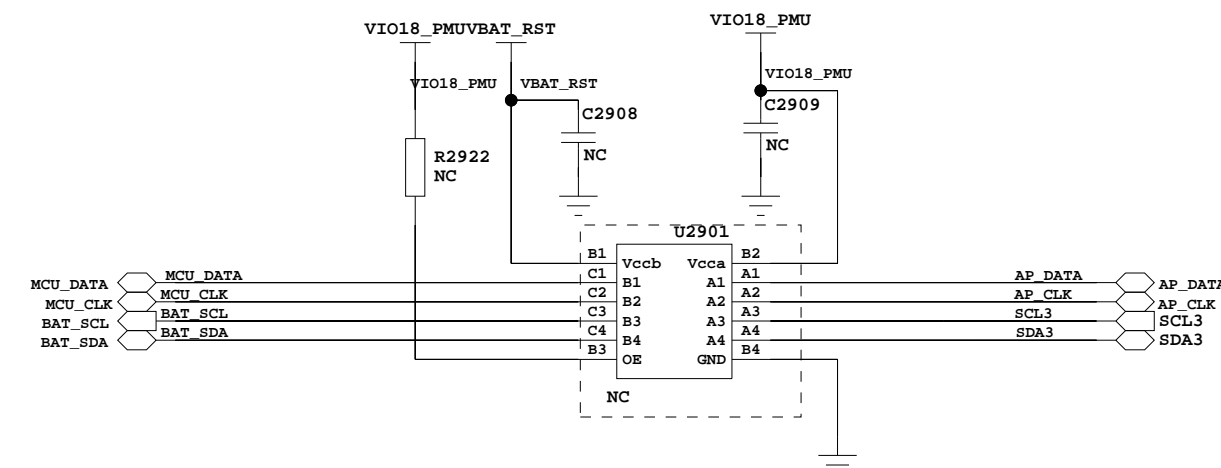 VIO18_PMU
VIO18_PMU VBAT_RST
VIO18_PMU
VIO18_PMU VBAT_RST
C2909
C2908
NC
NC
R2922
NC
U2901
B1 B2
Vccb Vcca
MCU_DATA MCU_DATA C1 B1 A1 A1 AP_DATA AP_DATA
MCU_CLK MCU_CLK C2 B2 A2 A2 AP_CLK AP_CLK
BAT_SCL BAT_SCL C3 B3 A3 A3 SCL3 SCL3
BAT_SDA BAT_SDA C4 B4 A4 A4 SDA3 SDA3
B3 OE GND B4
NC